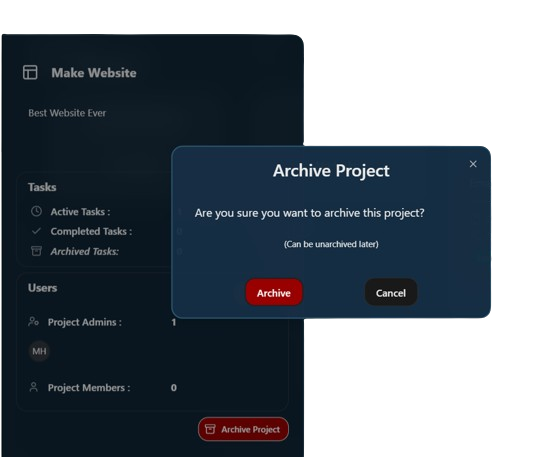 Make Website
Best Website Ever
Archive Project
Are you sure you want to archive this project?
(Can be unarchived later)
Archive
Cancel
Tasks
Active Tasks :
Completed Tasks :
Archived Tasks:
Users
Project Admins : 1
MH
Project Members : 0
Archive Project